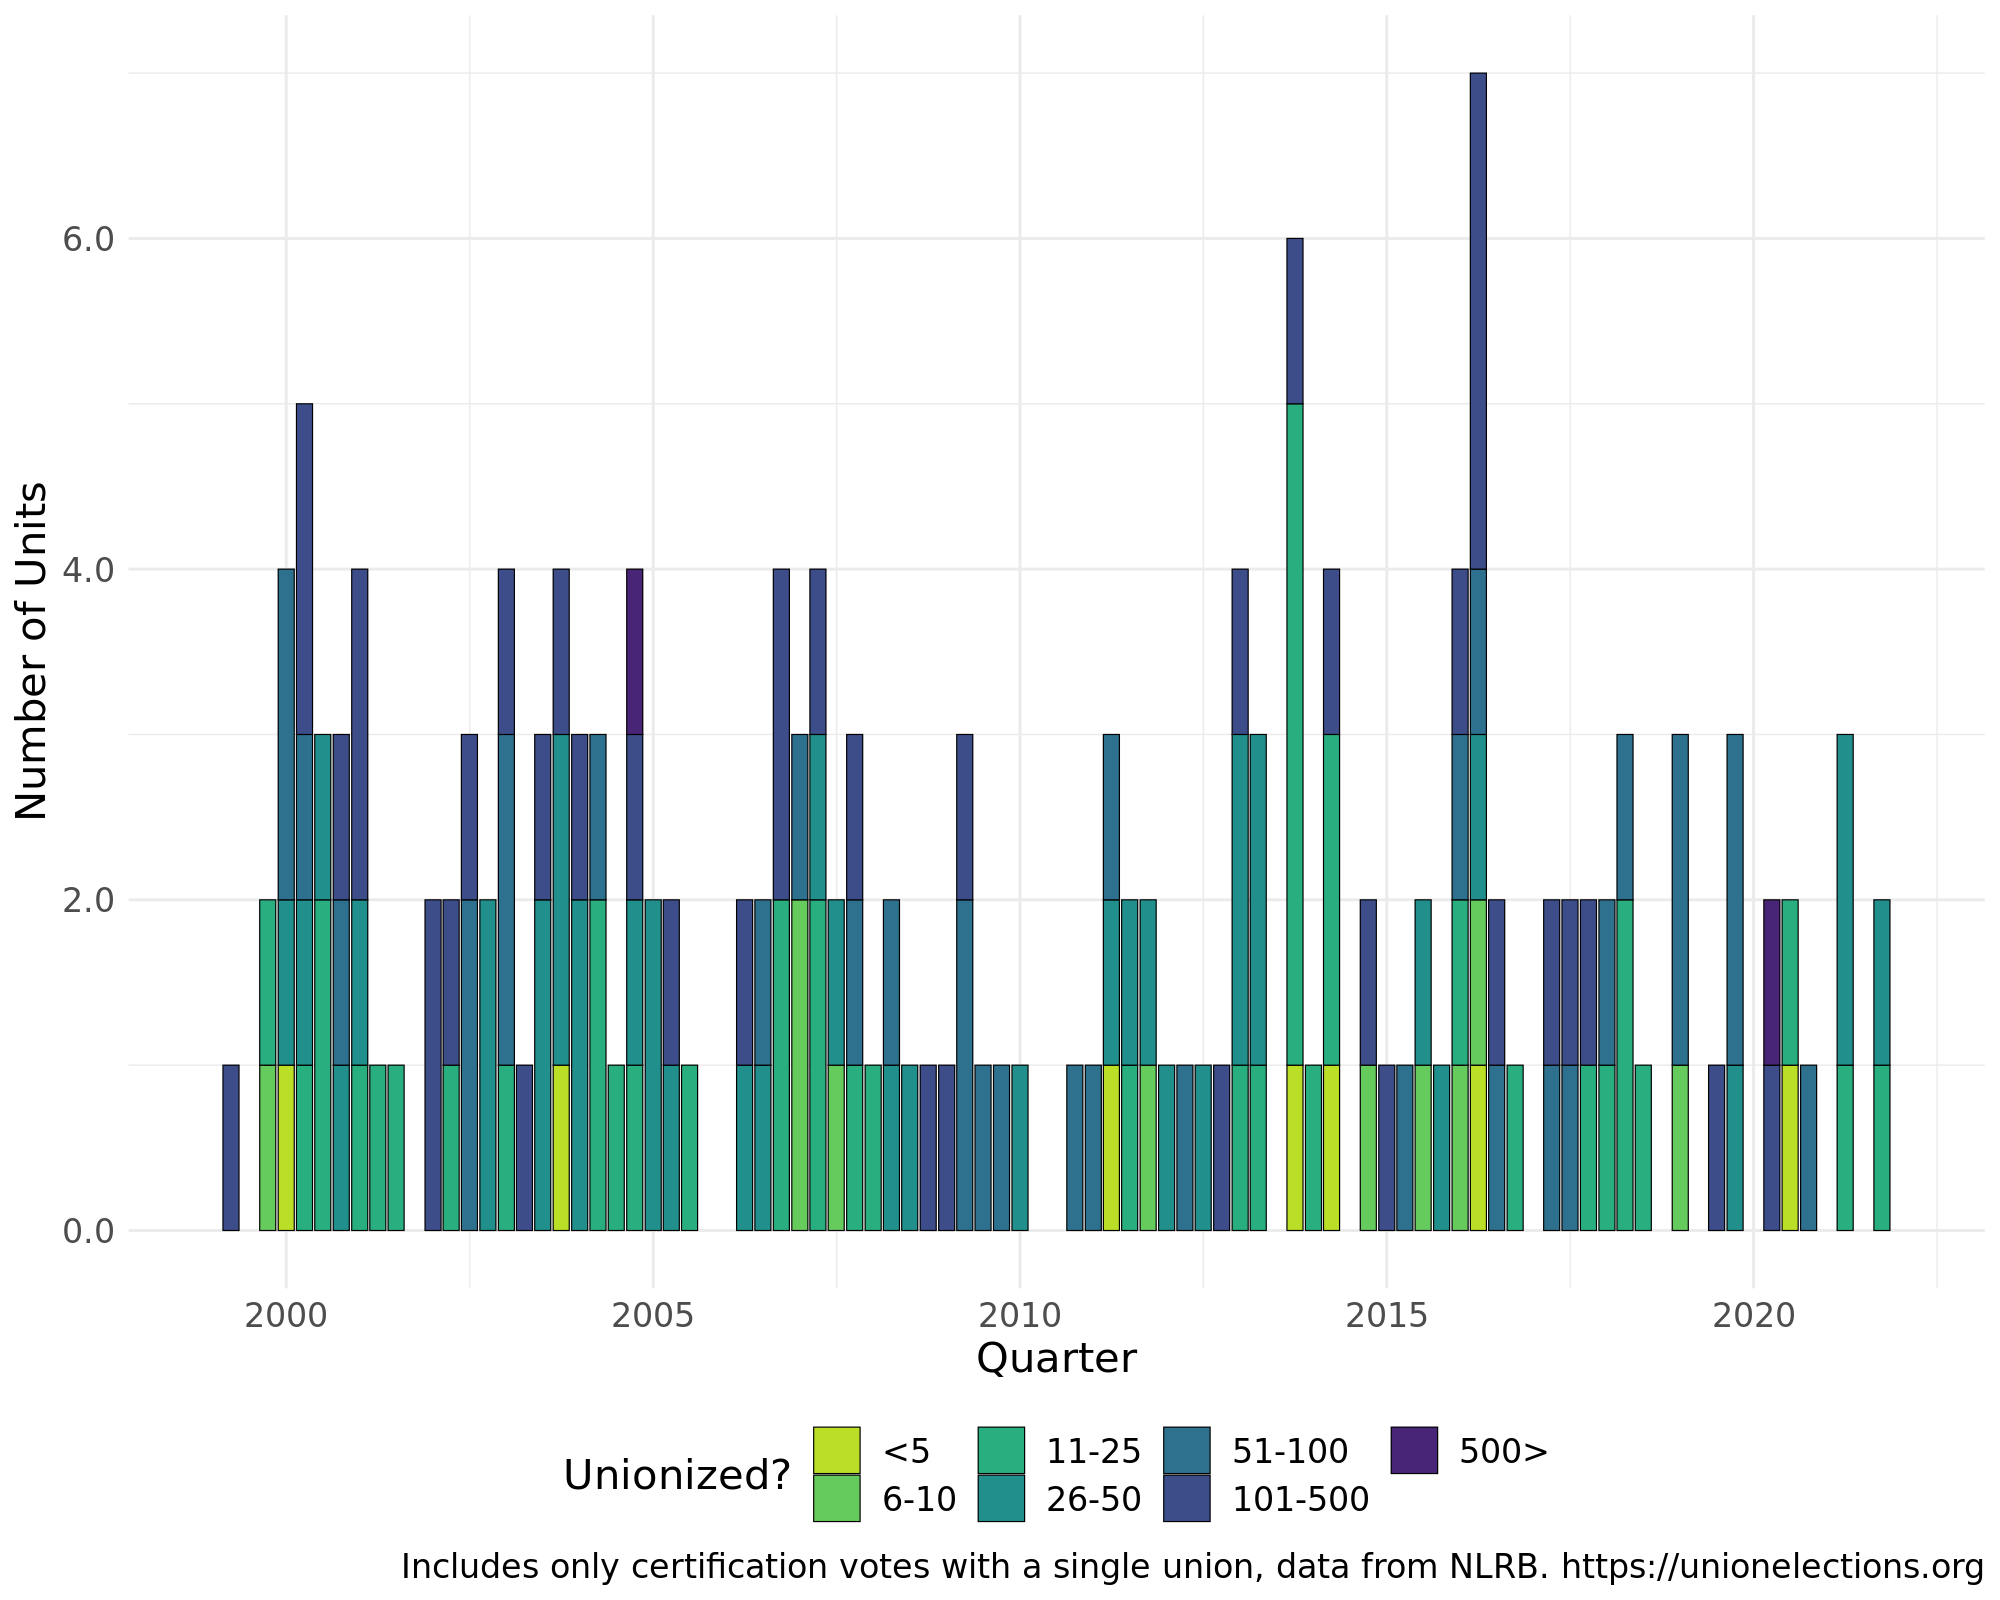 6.0
4.0
2.0
0.0
Number of Units
2000 2005 2010 2015 2020
Quarter
Unionized?
<5 11-25 51-100 500>
6-10 26-50 101-500
Includes only certification votes with a single union, data from NLRB. https://unionelections.org